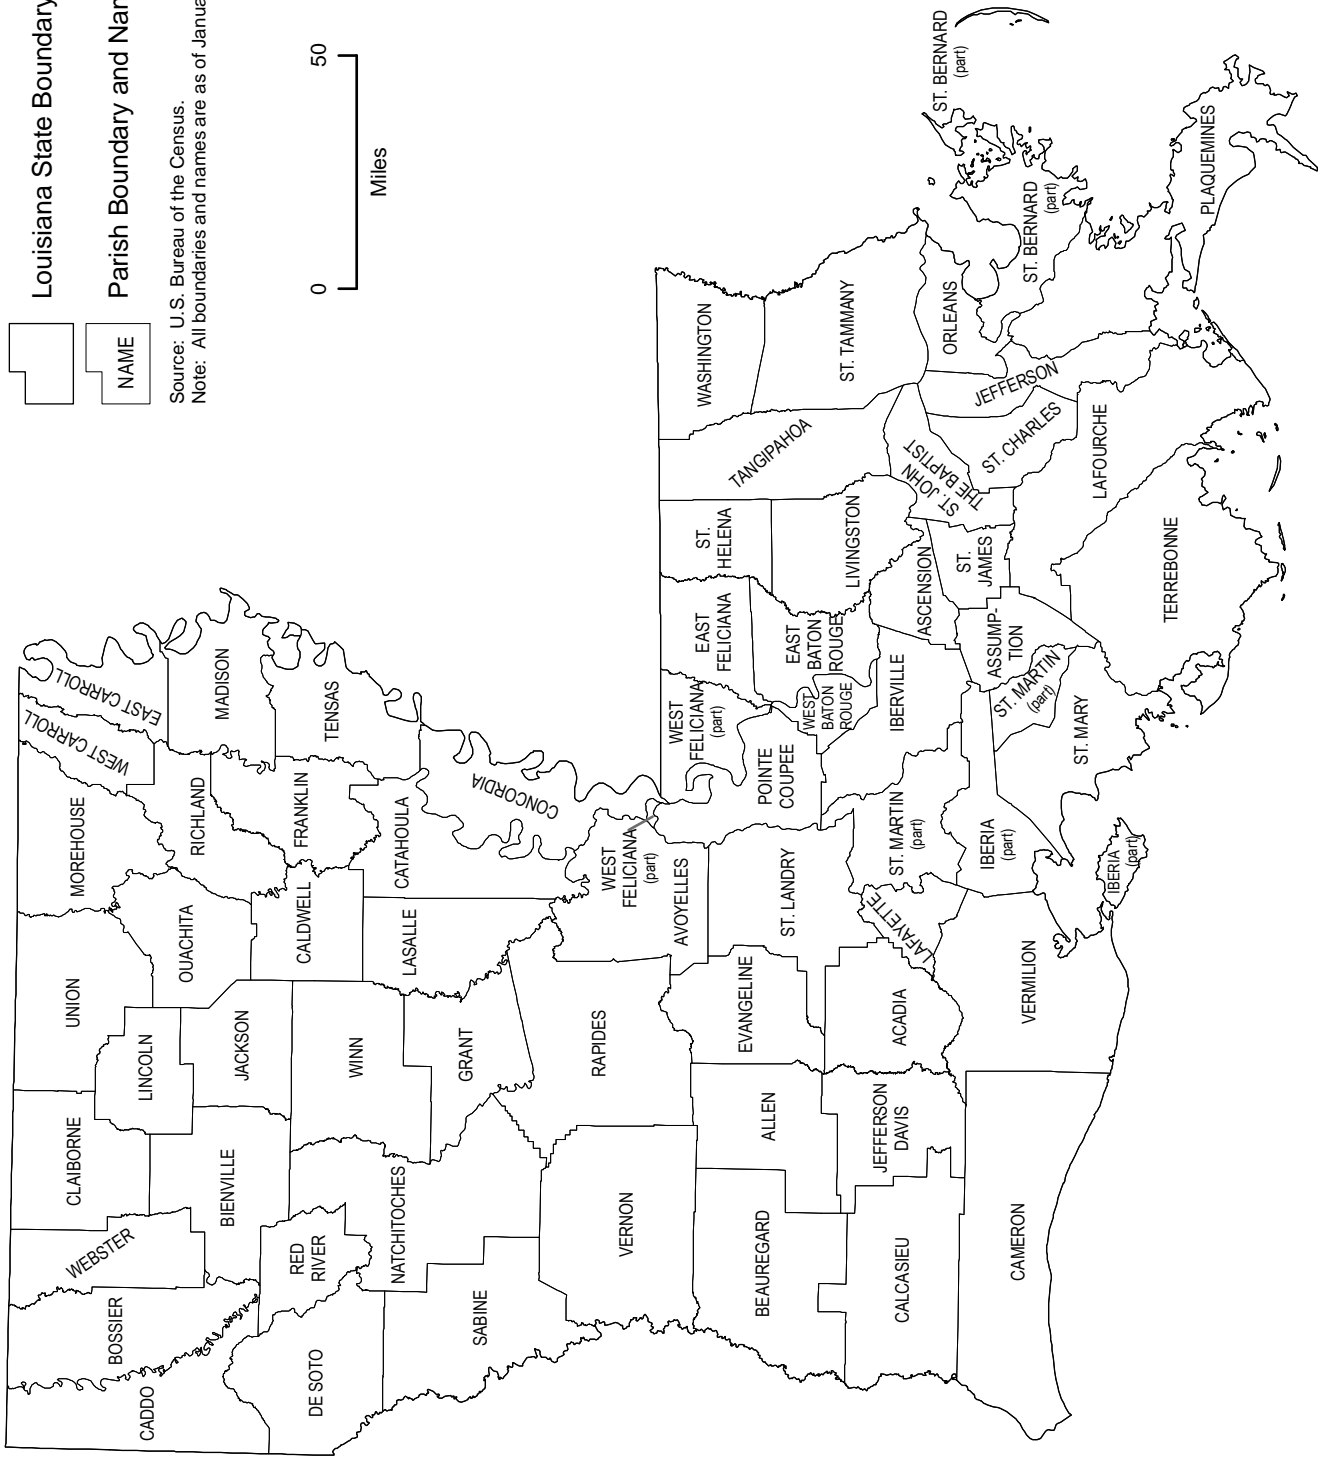 Louisiana State Boundary
Parish Boundary and Nan
NAME
Source: U.S. Bureau of the Census.
Note: All boundaries and names are as of Janua
0
50
Miles
ST. BERNARD
(part)
ST. BERNARD
(part)
PLAQUEMINES
WASHINGTON
ST. TAMMANY
ORLEANS
JEFFERSON
TANGIPAHOA
ST. JOHN
THE BAPTIST
ST. CHARLES
LAFOURCHE
ST.
HELENA
LIVINGSTON
ASCENSION
ST.
JAMES
TERREBONNE
EAST
FELICIANA
EAST
BATON
ROUGE
ASSUMP-
TION
WEST
FELICIANA
(part)
WEST
BATON
ROUGE
IBERVILLE
ST. MARTIN
(part)
ST. MARY
POINTE
COUPEE
ST. MARTIN
(part)
IBERIA
(part)
IBERIA
(part)
EAST CARROLL
WEST CARROLL
MADISON
TENSAS
CONCORDIA
MOREHOUSE
RICHLAND
FRANKLIN
CATAHOULA
WEST
FELICIANA
(part)
AVOYELLES
ST. LANDRY
LAFAYETTE
OUACHITA
CALDWELL
LASALLE
UNION
LINCOLN
JACKSON
WINN
GRANT
RAPIDES
EVANGELINE
ACADIA
VERMILION
CLAIBORNE
BIENVILLE
NATCHITOCHES
ALLEN
JEFFERSON
DAVIS
WEBSTER
RED
RIVER
VERNON
BEAUREGARD
CALCASIEU
CAMERON
BOSSIER
SABINE
CADDO
DE SOTO